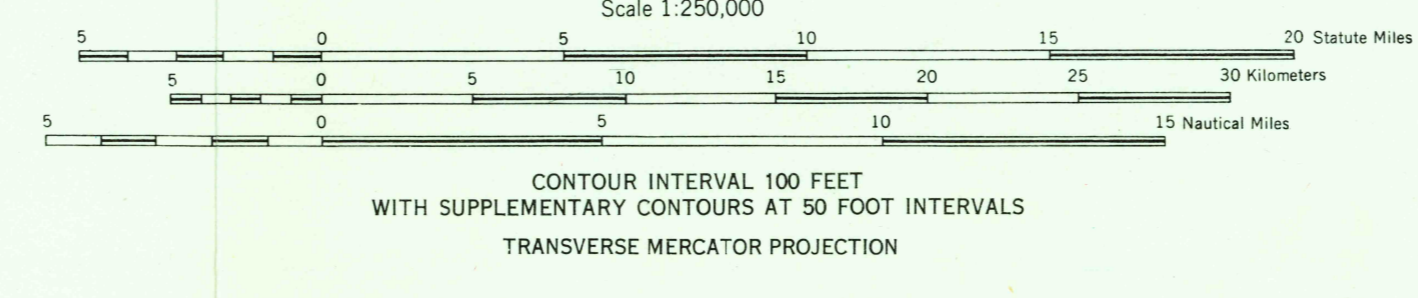 Scale 1:250,000
5 0 5 10 15 20 Statute Miles
5 0 5 10 15 20 25 30 Kilometers
5 0 5 10 15 Nautical Miles
CONTOUR INTERVAL 100 FEET
WITH SUPPLEMENTARY CONTOURS AT 50 FOOT INTERVALS
TRANSVERSE MERCATOR PROJECTION